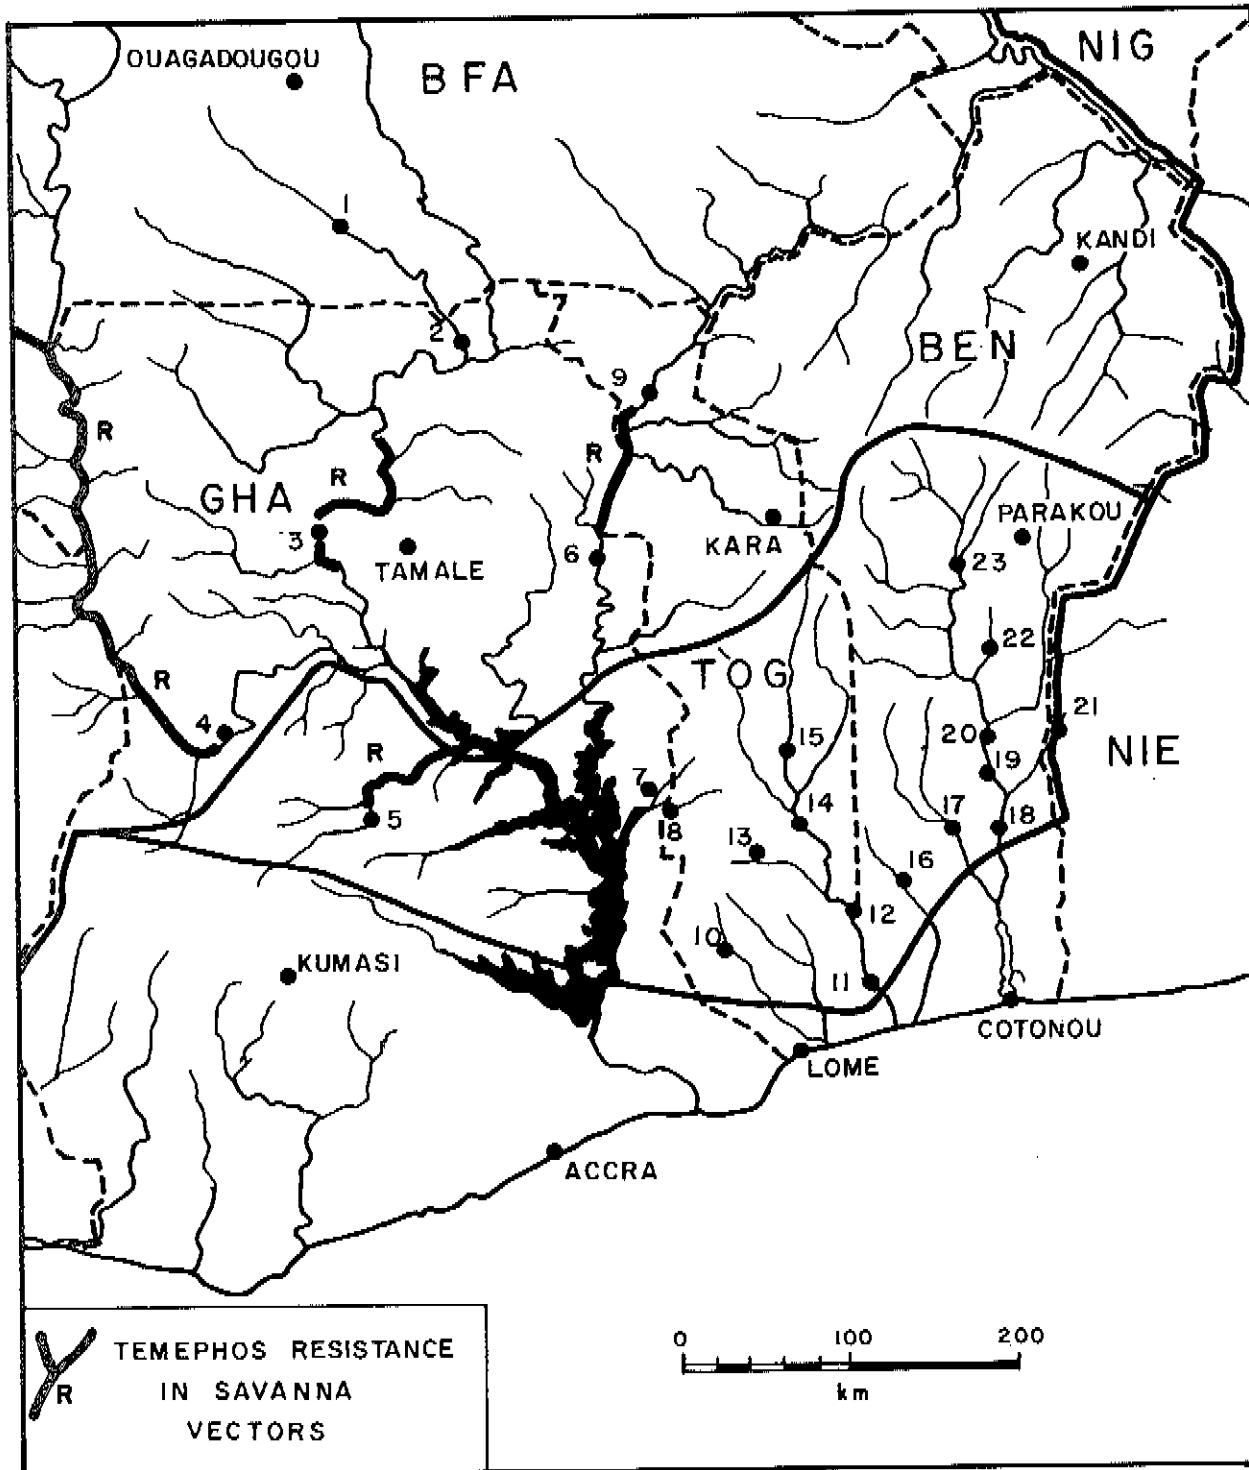 NIG
OUAGADOUGOU
BFA
1
KANDI
2
BEN
9
R
R
R
GHA
PARAKOU
3
KARA
TAMALE
6
23
22
TOG
R
4
21
15
20
NIE
R
19
7
14
5
8
17
18
13
16
12
10
KUMASI
11
COTONOU
LOME
ACCRA
TEMEPHOS RESISTANCE
R IN SAVANNA
VECTORS
0 100 200
km